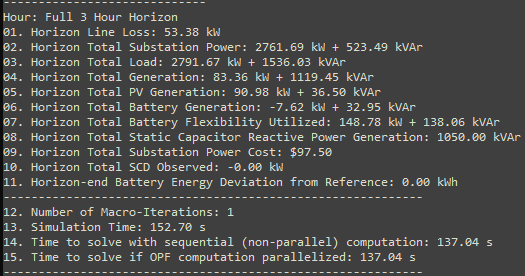 -----------------------------
Hour: Full 3 Hour Horizon
01. Horizon Line Loss: 53.38 kW
02. Horizon Total Substation Power: 2761.69 kW + 523.49 kVAr
03. Horizon Total Load: 2791.67 kW + 1536.03 kVAr
04. Horizon Total Generation: 83.36 kW + 1119.45 kVAr
05. Horizon Total PV Generation: 90.98 kW + 36.50 kVAr
06. Horizon Total Battery Generation: -7.62 kW + 32.95 kVAr
07. Horizon Total Battery Flexibility Utilized: 148.78 kW + 138.06 kVAr
08. Horizon Total Static Capacitor Reactive Power Generation: 1050.00 kVAr
09. Horizon Total Substation Power Cost: $97.50
10. Horizon Total SCD Observed: -0.00 kW
11. Horizon-end Battery Energy Deviation from Reference: 0.00 kWh
------------------------------------------------------------
12. Number of Macro-Iterations: 1
13. Simulation Time: 152.70 s
14. Time to solve with sequential (non-parallel) computation: 137.04 s
15. Time to solve if OPF computation parallelized: 137.04 s
------------------------------------------------------------